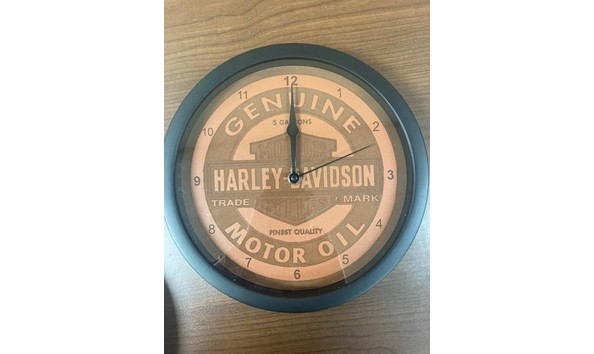 12
11 1
GENUINE
10 2
5 GALLONS
9 HARLEY-DAVIDSON 3
TRADE MARK
8 4
FINEST QUALITY
MOTOR OIL
7 5
6